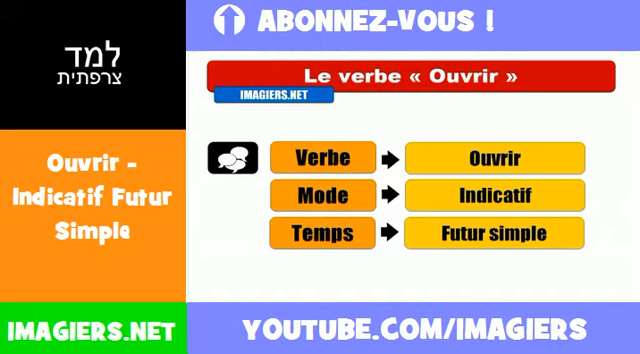 למד
צרפתית
Ouvrir -
Indicatif Futur
Simple
IMAGIERS.NET
ABONNEZ-VOUS !
Le verbe « Ouvrir »
IMAGIERS.NET
Verbe
Ouvrir
Mode
Indicatif
Temps
Futur simple
YOUTUBE.COM/IMAGIERS